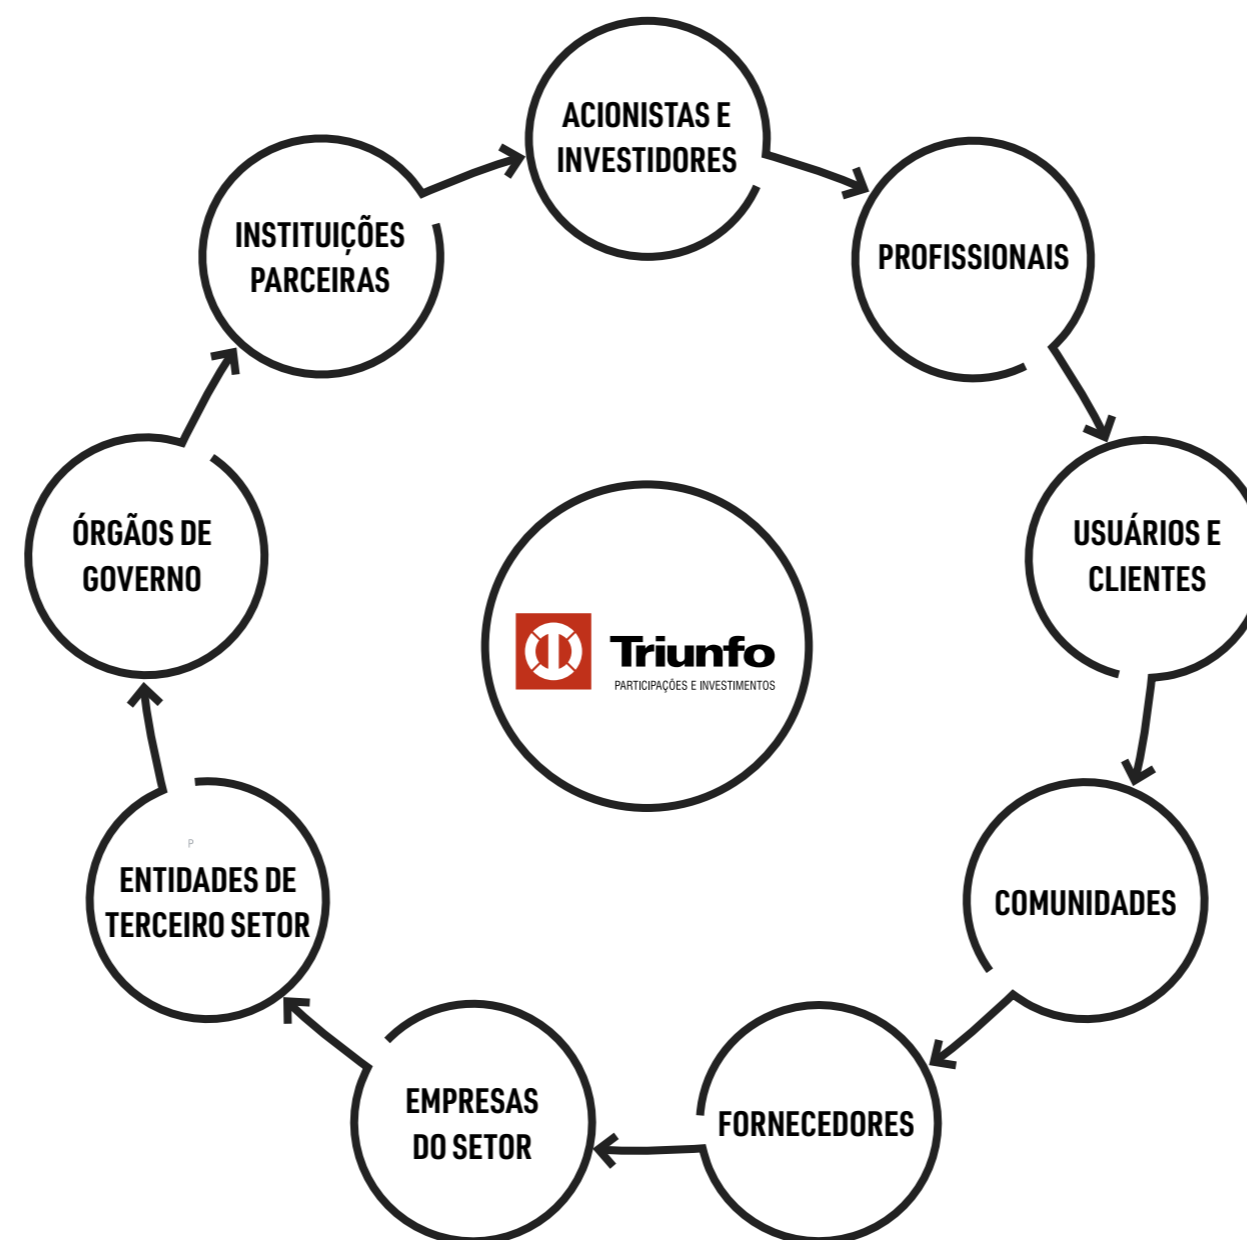 ACIONISTAS E
INVESTIDORES
PROFISSIONAIS
USUÁRIOS E
CLIENTES
COMUNIDADES
FORNECEDORES
EMPRESAS
DO SETOR
ENTIDADES DE
TERCEIRO SETOR
P
ÓRGÃOS DE
GOVERNO
INSTITUIÇÕES
PARCEIRAS
Triunfo
PARTICIPAÇÕES E INVESTIMENTOS